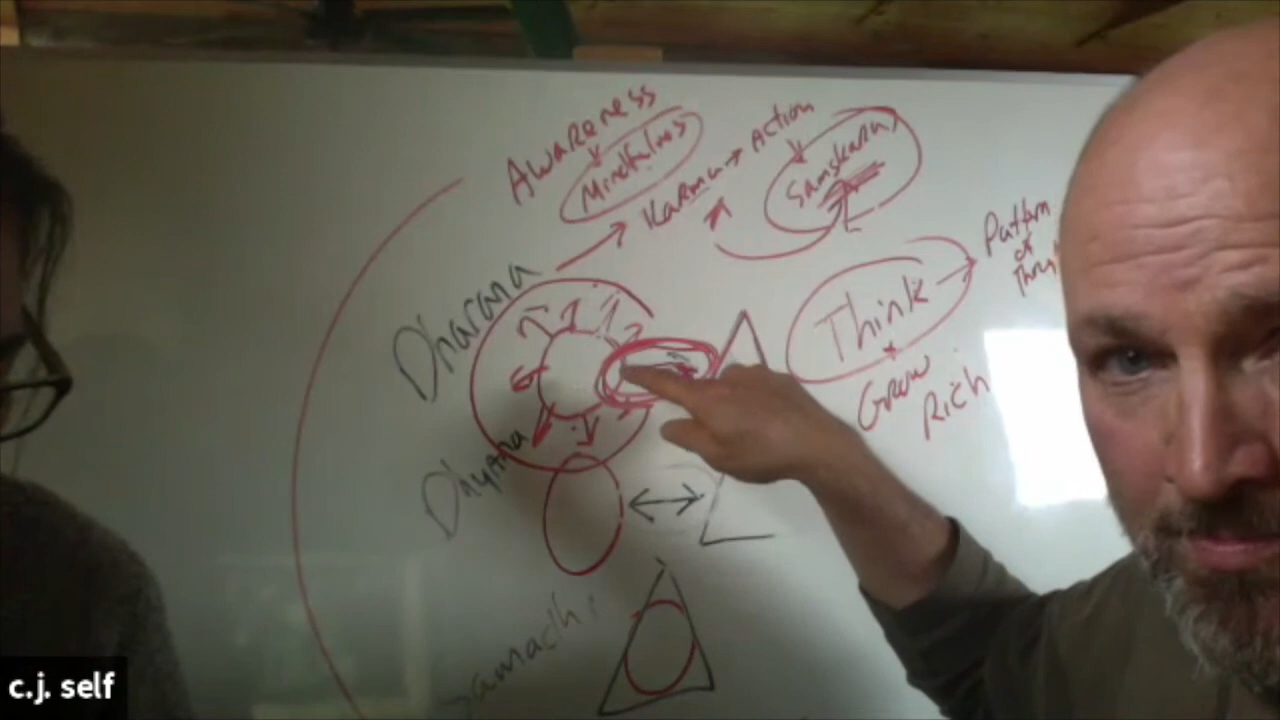 Awareness
Mindfulness
Karma → Action
Samskara
Dharana
Think → Pattern
of
Grow
Rich
Dhyana
Samadhi
c.j. self